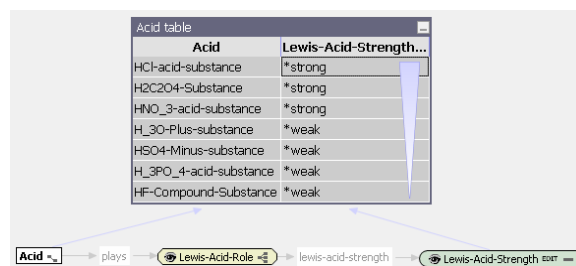 Acid table
Acid Lewis-Acid-Strength...
HCl-acid-substance *strong
H2C2O4-Substance *strong
HNO_3-acid-substance *strong
H_3O-Plus-substance *weak
HSO4-Minus-substance *weak
H_3PO_4-acid-substance *weak
HF-Compound-Substance *weak
Acid plays Lewis-Acid-Role lewis-acid-strength Lewis-Acid-Strength EDIT